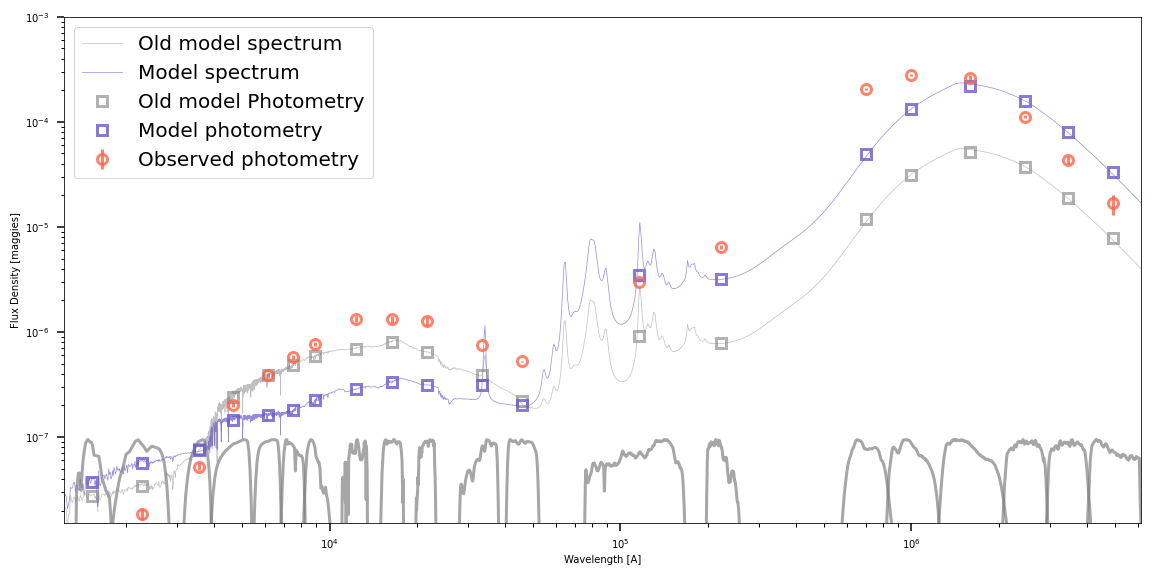 10⁻³
10⁻⁴
10⁻⁵
10⁻⁶
10⁻⁷
Flux Density [maggies]
Old model spectrum
Model spectrum
Old model Photometry
Model photometry
Observed photometry
10⁴
10⁵
10⁶
Wavelength [A]